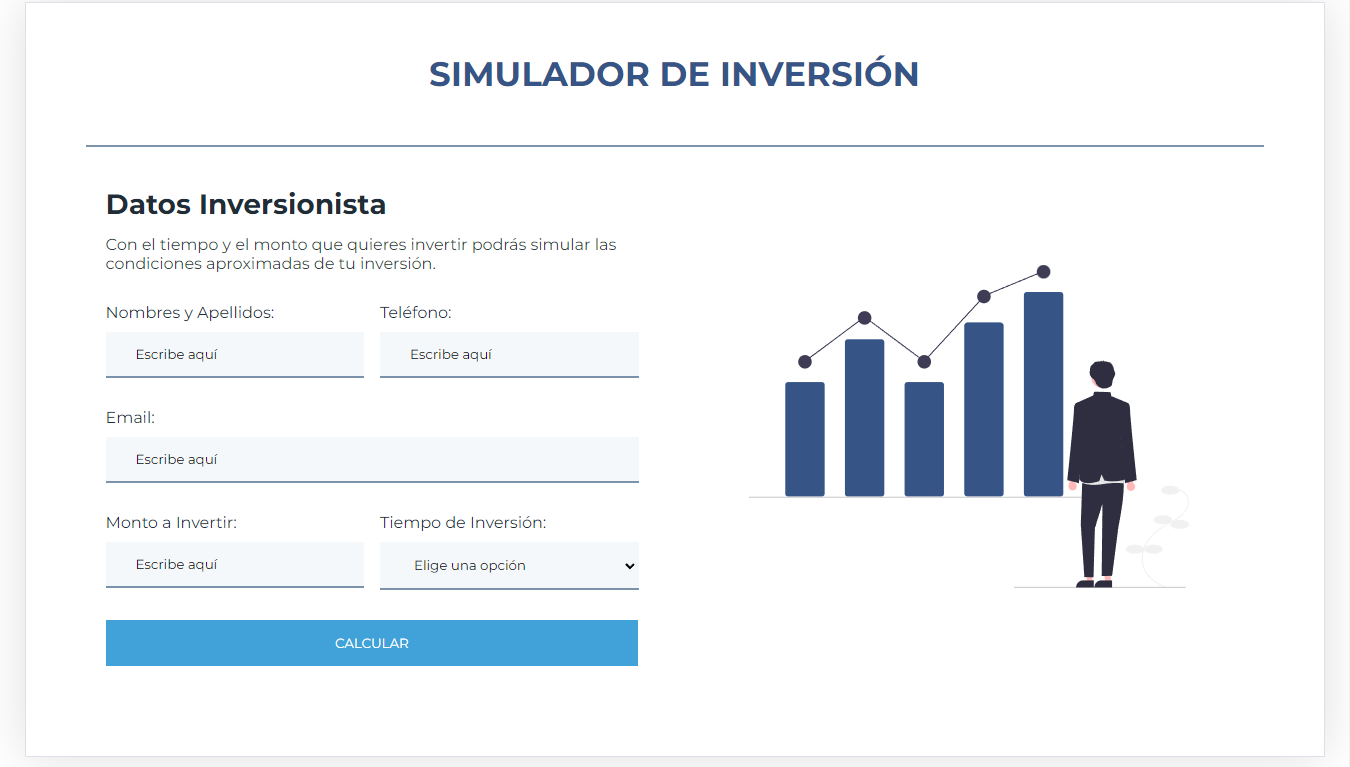 SIMULADOR DE INVERSIÓN
Datos Inversionista
Con el tiempo y el monto que quieres invertir podrás simular las
condiciones aproximadas de tu inversión.
Nombres y Apellidos:
Teléfono:
Escribe aquí
Escribe aquí
Email:
Escribe aquí
Monto a Invertir:
Tiempo de Inversión:
Escribe aquí
Elige una opción
CALCULAR